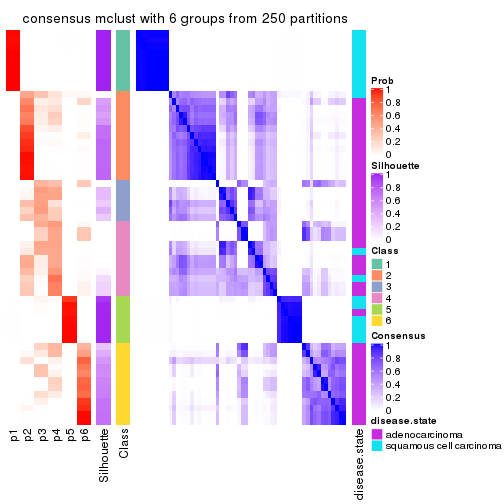 consensus mclust with 6 groups from 250 partitions
Prob
1
0.8
0.6
0.4
0.2
0
Silhouette
1
0.8
0.6
0.4
0.2
0
Class
1
2
3
4
5
6
Consensus
1
0.8
0.6
0.4
0.2
0
disease.state
adenocarcinoma
squamous cell carcinoma
p1
p2
p3
p4
p5
p6
Silhouette
Class
disease.state